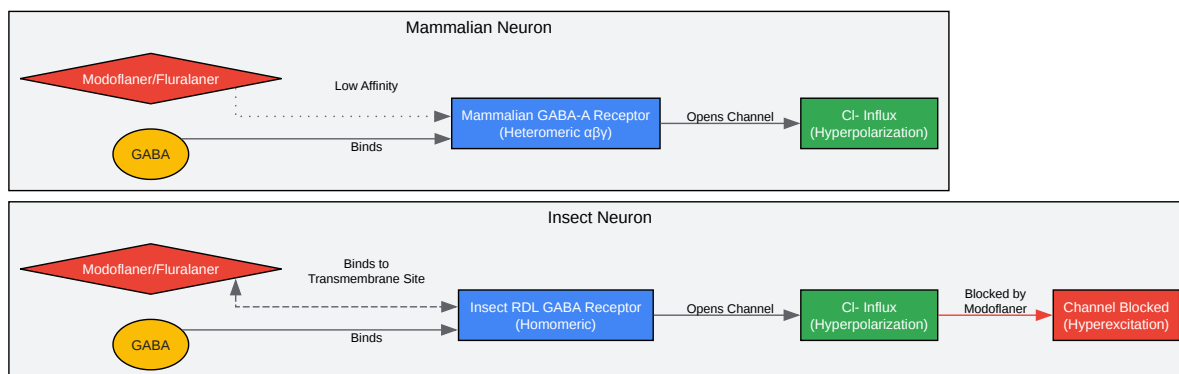 Mammalian Neuron
Modoflaner/Fluralaner
Low Affinity
Mammalian GABA-A Receptor
(Heteromeric αβγ)
Opens Channel
Cl- Influx
(Hyperpolarization)
GABA
Binds
Insect Neuron
Modoflaner/Fluralaner
Binds to
Transmembrane Site
Insect RDL GABA Receptor
(Homomeric)
Opens Channel
Cl- Influx
(Hyperpolarization)
Blocked by
Modoflaner
Channel Blocked
(Hyperexcitation)
GABA
Binds